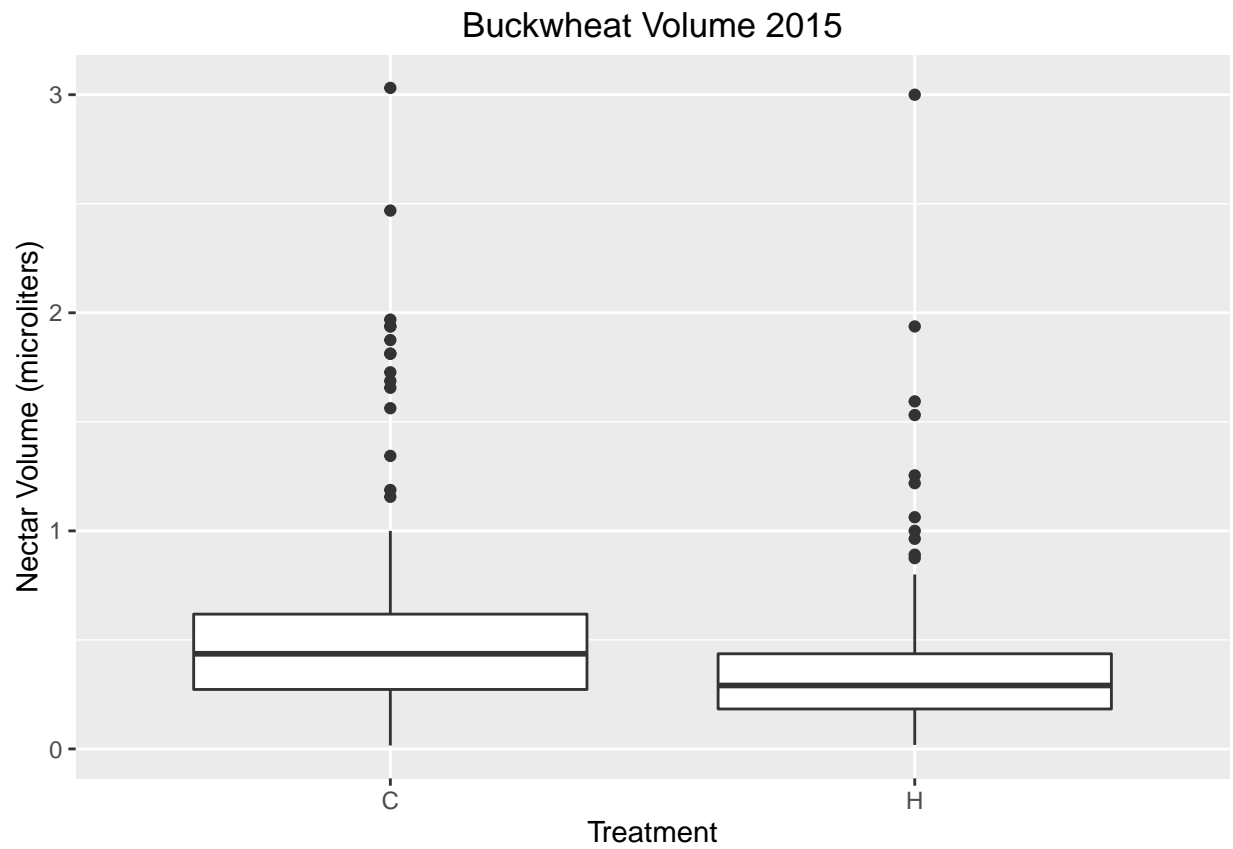 Buckwheat Volume 2015
3
2
1
0
Nectar Volume (microliters)
C H
Treatment